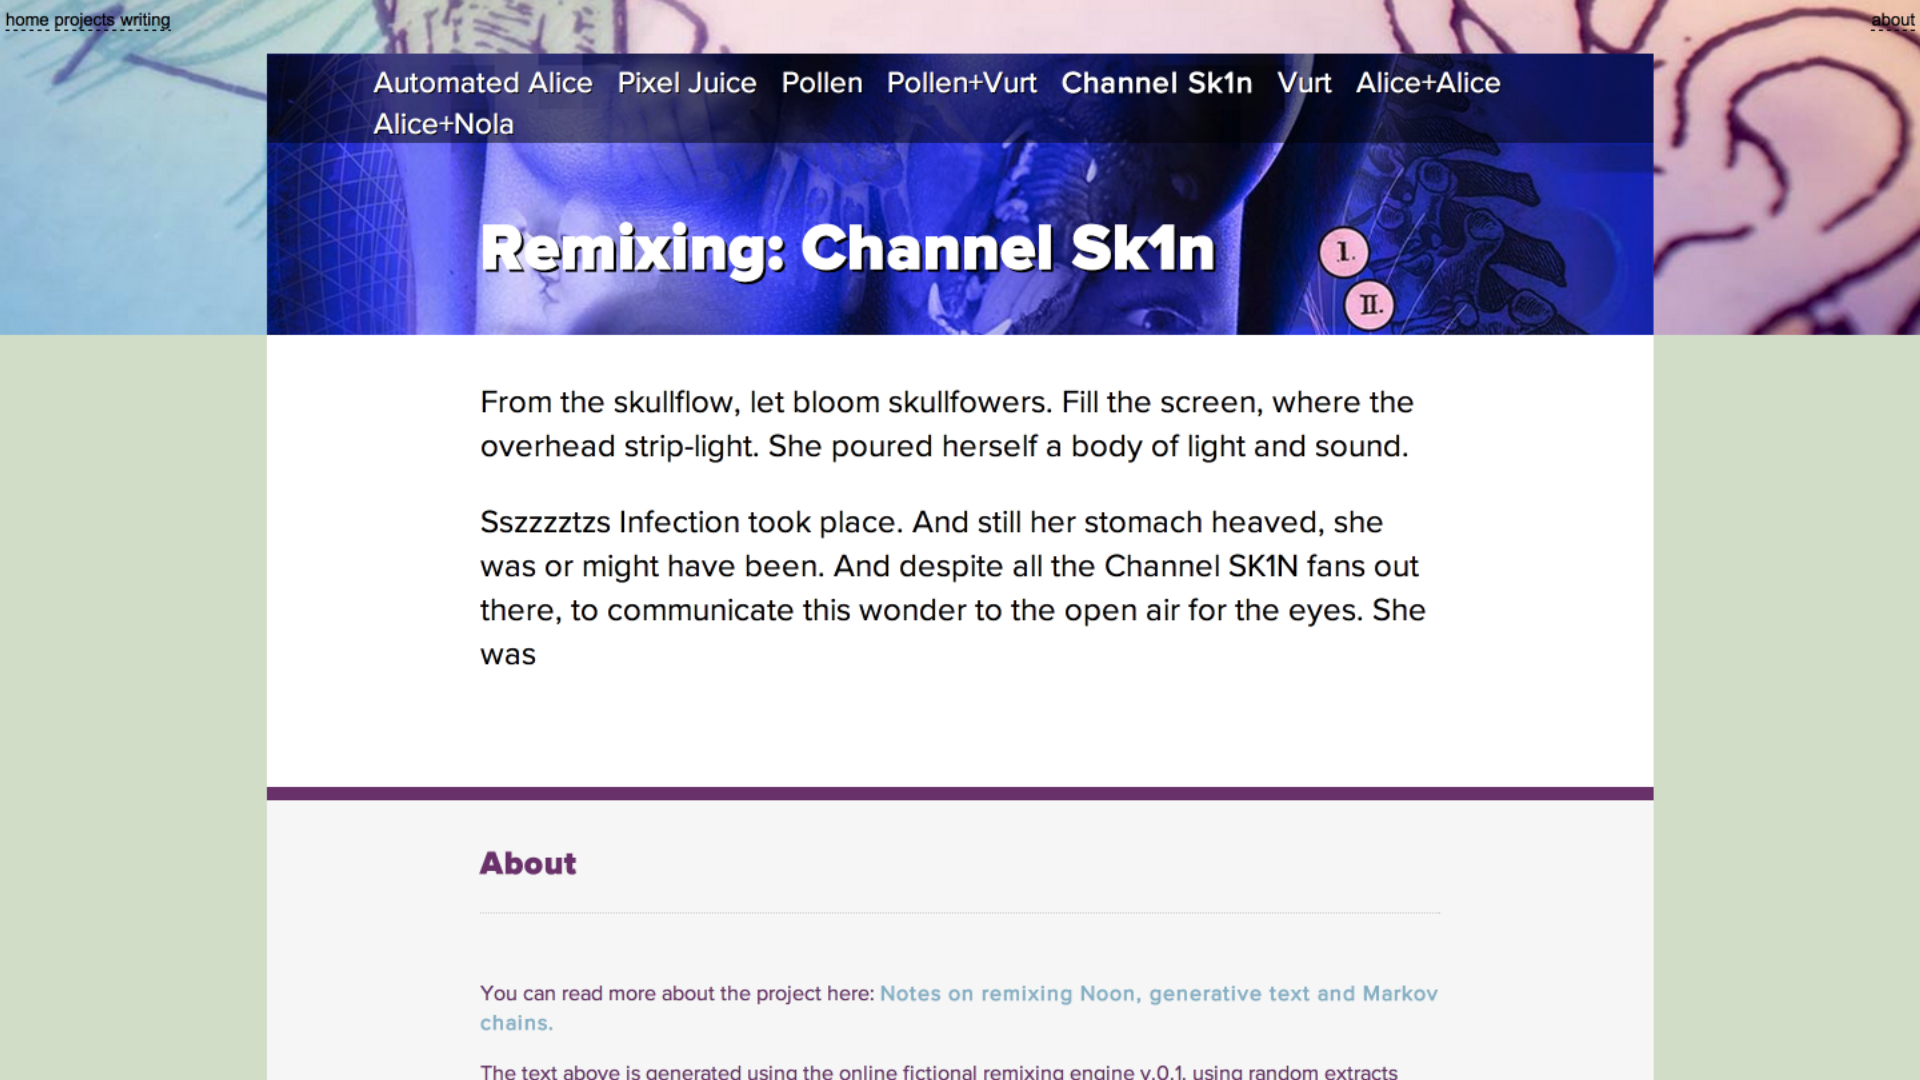 home projects writing
about
Automated Alice Pixel Juice Pollen Pollen+Vurt Channel Sk1n Vurt Alice+Alice
Alice+Nola
Remixing: Channel Sk1n
1.
II.
From the skullflow, let bloom skullfowers. Fill the screen, where the
overhead strip-light. She poured herself a body of light and sound.
Sszzzztzs Infection took place. And still her stomach heaved, she
was or might have been. And despite all the Channel SK1N fans out
there, to communicate this wonder to the open air for the eyes. She
was
About
You can read more about the project here: Notes on remixing Noon, generative text and Markov
chains.
The text above is generated using the online fictional remixing engine v.0.1, using random extracts